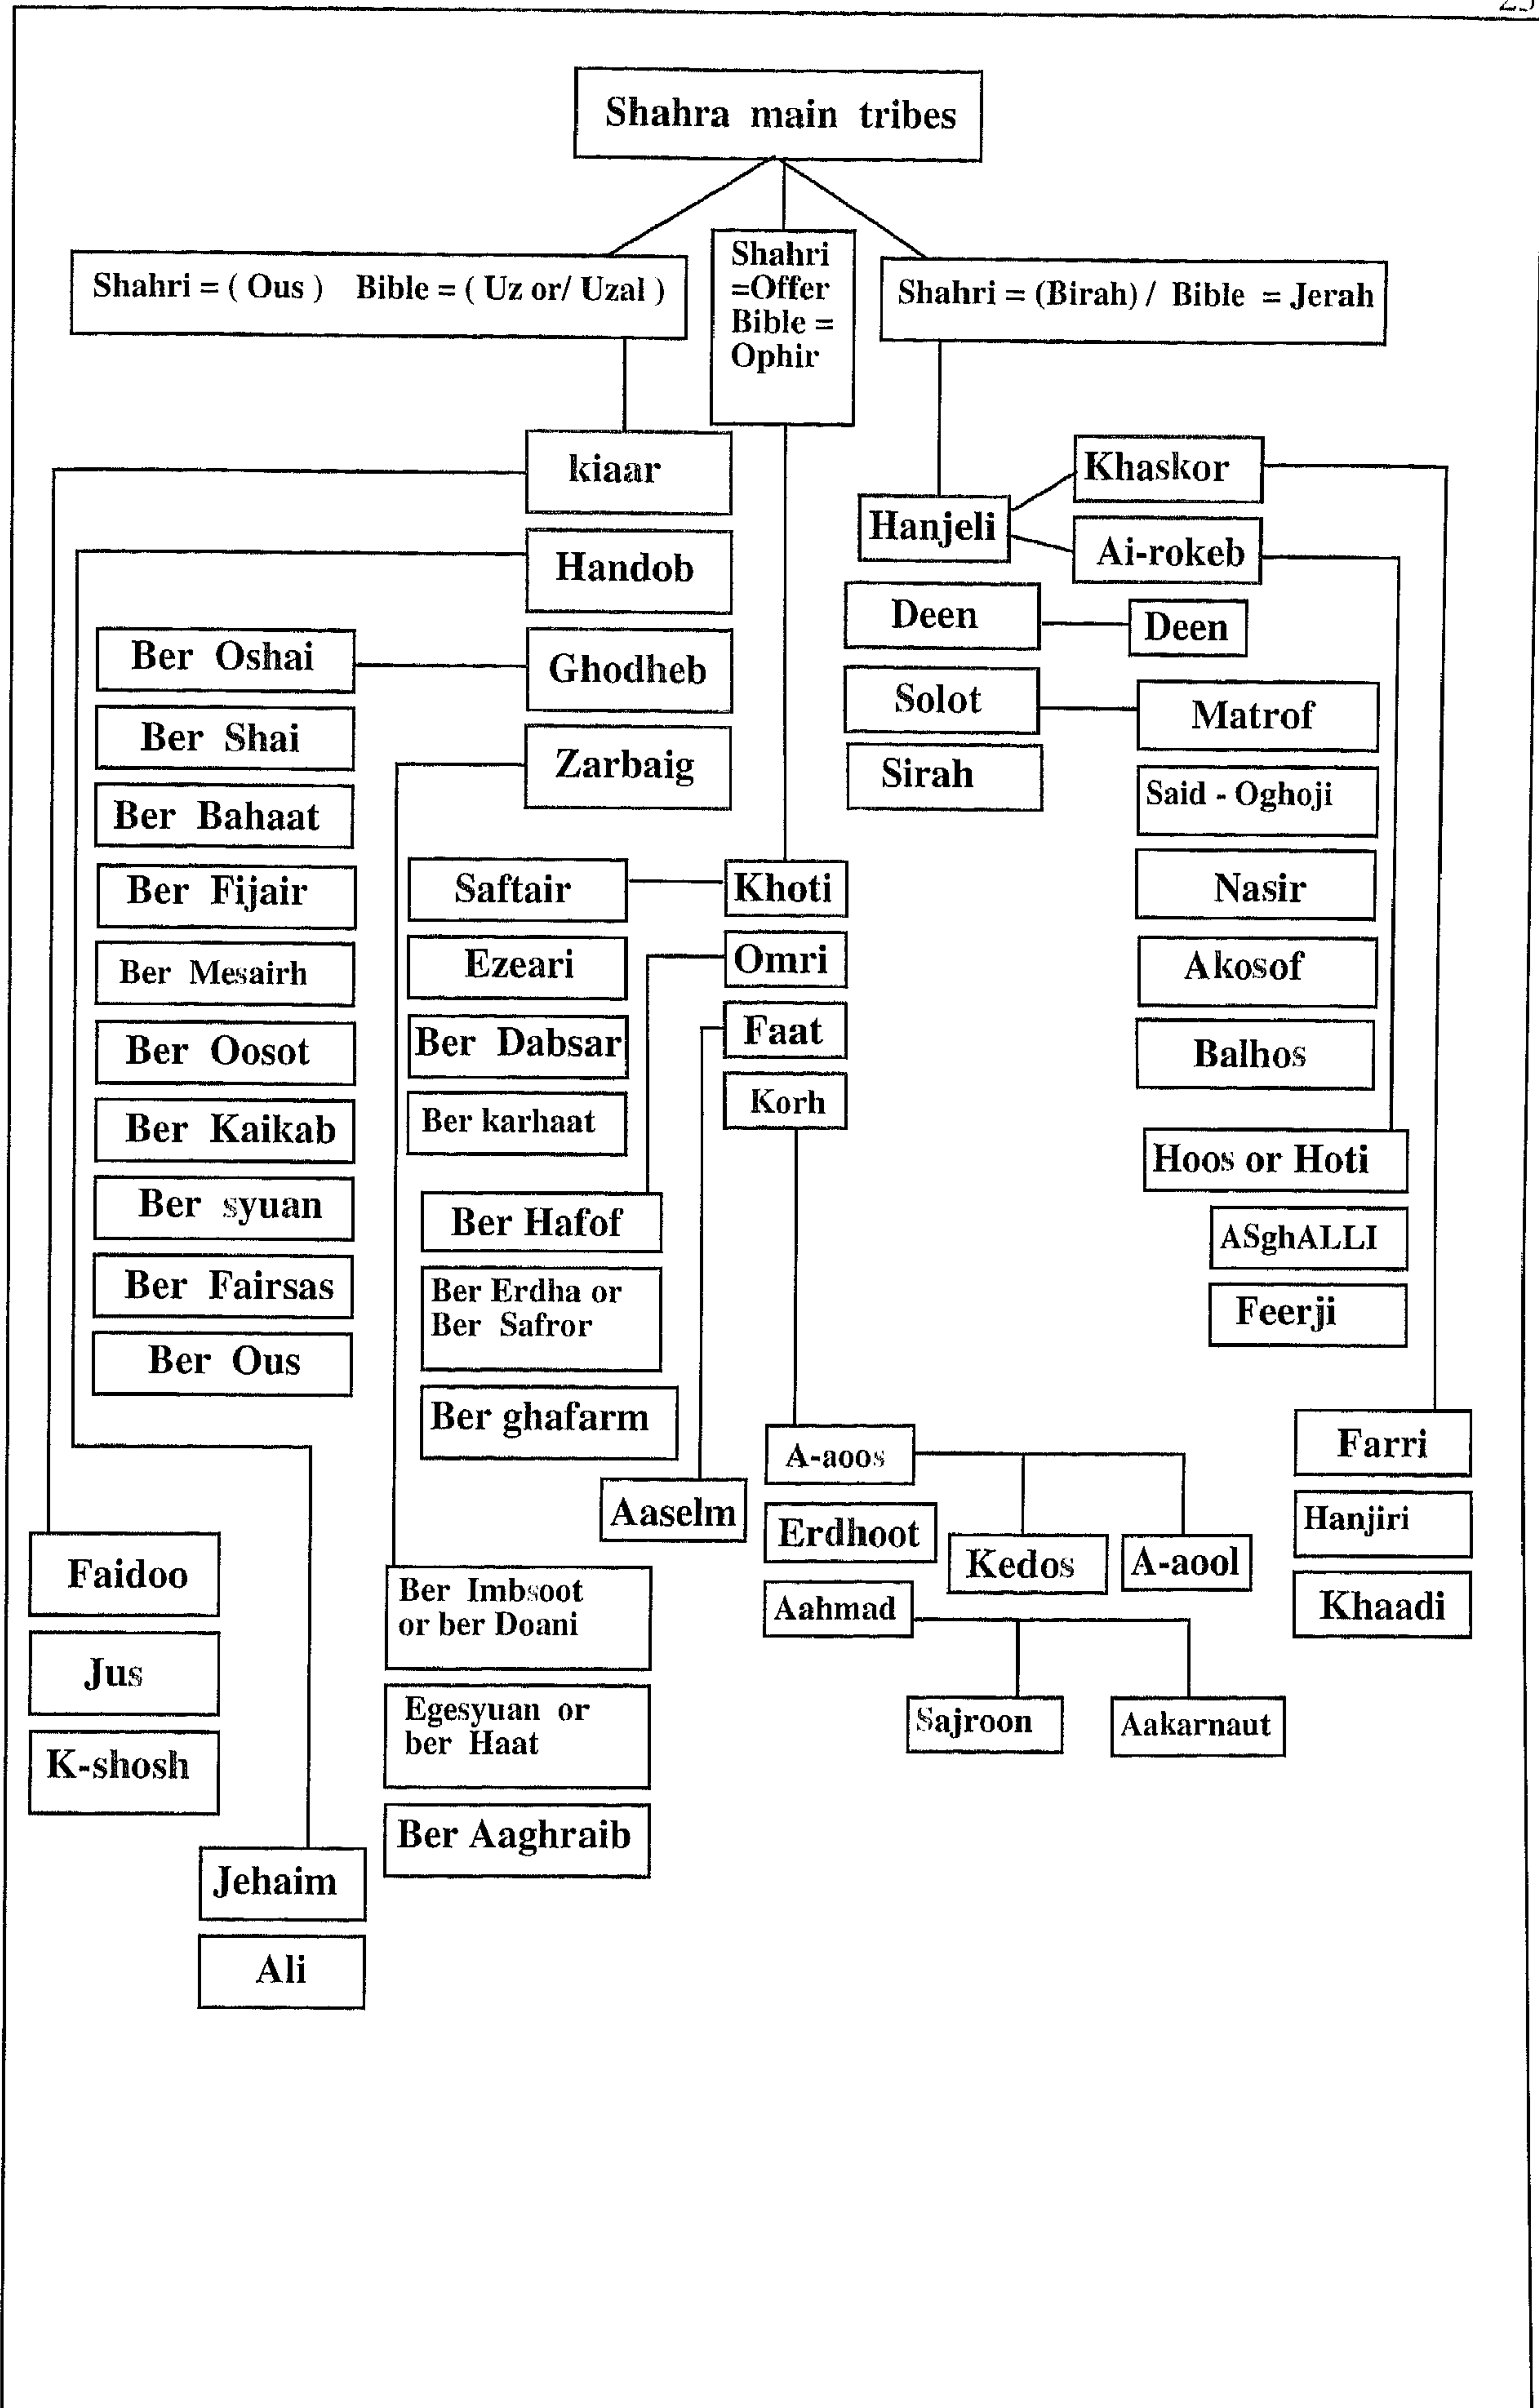 Shahra main tribes
Shahri = ( Ous ) Bible = ( Uz or/ Uzal )
Shahri
=Offer
Bible =
Ophir
Shahri = (Birah) / Bible = Jerah
kiaar
Handob
Ghodheb
Zarbaig
Ber Oshai
Ber Shai
Ber Bahaat
Ber Fijair
Ber Mesairh
Ber Oosot
Ber Kaikab
Ber syuan
Ber Fairsas
Ber Ous
Faidoo
Jus
K-shosh
Jehaim
Ali
Ber Imbsoot
or ber Doani
Egesyuan or
ber Haat
Ber Aaghraib
Khoti
Omri
Faat
Korh
Saftair
Ezeari
Ber Dabsar
Ber karhaat
Ber Hafof
Ber Erdha or
Ber Safror
Ber ghafarm
Aaselm
A-aoos
Erdhoot
Aahmad
Kedos
A-aool
Sajroon
Aakarnaut
Hanjeli
Deen
Solot
Sirah
Khaskor
Ai-rokeb
Deen
Matrof
Said - Oghoji
Nasir
Akosof
Balhos
Hoos or Hoti
ASghALLI
Feerji
Farri
Hanjiri
Khaadi